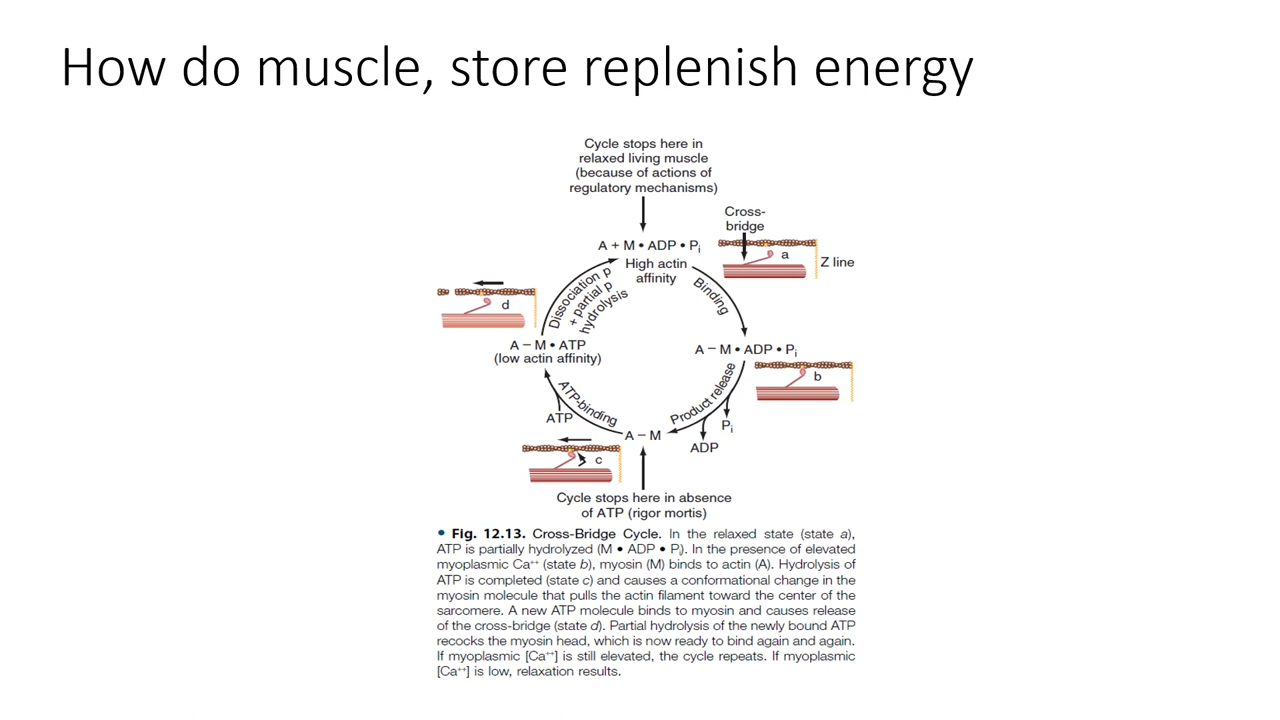 How do muscle, store replenish energy
Cycle stops here in
relaxed living muscle
(because of actions of
regulatory mechanisms)
Cross-
bridge
A + M • ADP • Pi
High actin
affinity
a
Z line
Binding
Dissociation p
+ partial p
hydrolysis
d
A – M • ATP
(low actin affinity)
A – M • ADP • Pi
b
Product release
Pi
ADP
ATP-binding
ATP
A – M
c
Cycle stops here in absence
of ATP (rigor mortis)
• Fig. 12.13. Cross-Bridge Cycle. In the relaxed state (state a),
ATP is partially hydrolyzed (M • ADP • Pi). In the presence of elevated
myoplasmic Ca++ (state b), myosin (M) binds to actin (A). Hydrolysis of
ATP is completed (state c) and causes a conformational change in the
myosin molecule that pulls the actin filament toward the center of the
sarcomere. A new ATP molecule binds to myosin and causes release
of the cross-bridge (state d). Partial hydrolysis of the newly bound ATP
recocks the myosin head, which is now ready to bind again and again.
If myoplasmic [Ca++] is still elevated, the cycle repeats. If myoplasmic
[Ca++] is low, relaxation results.